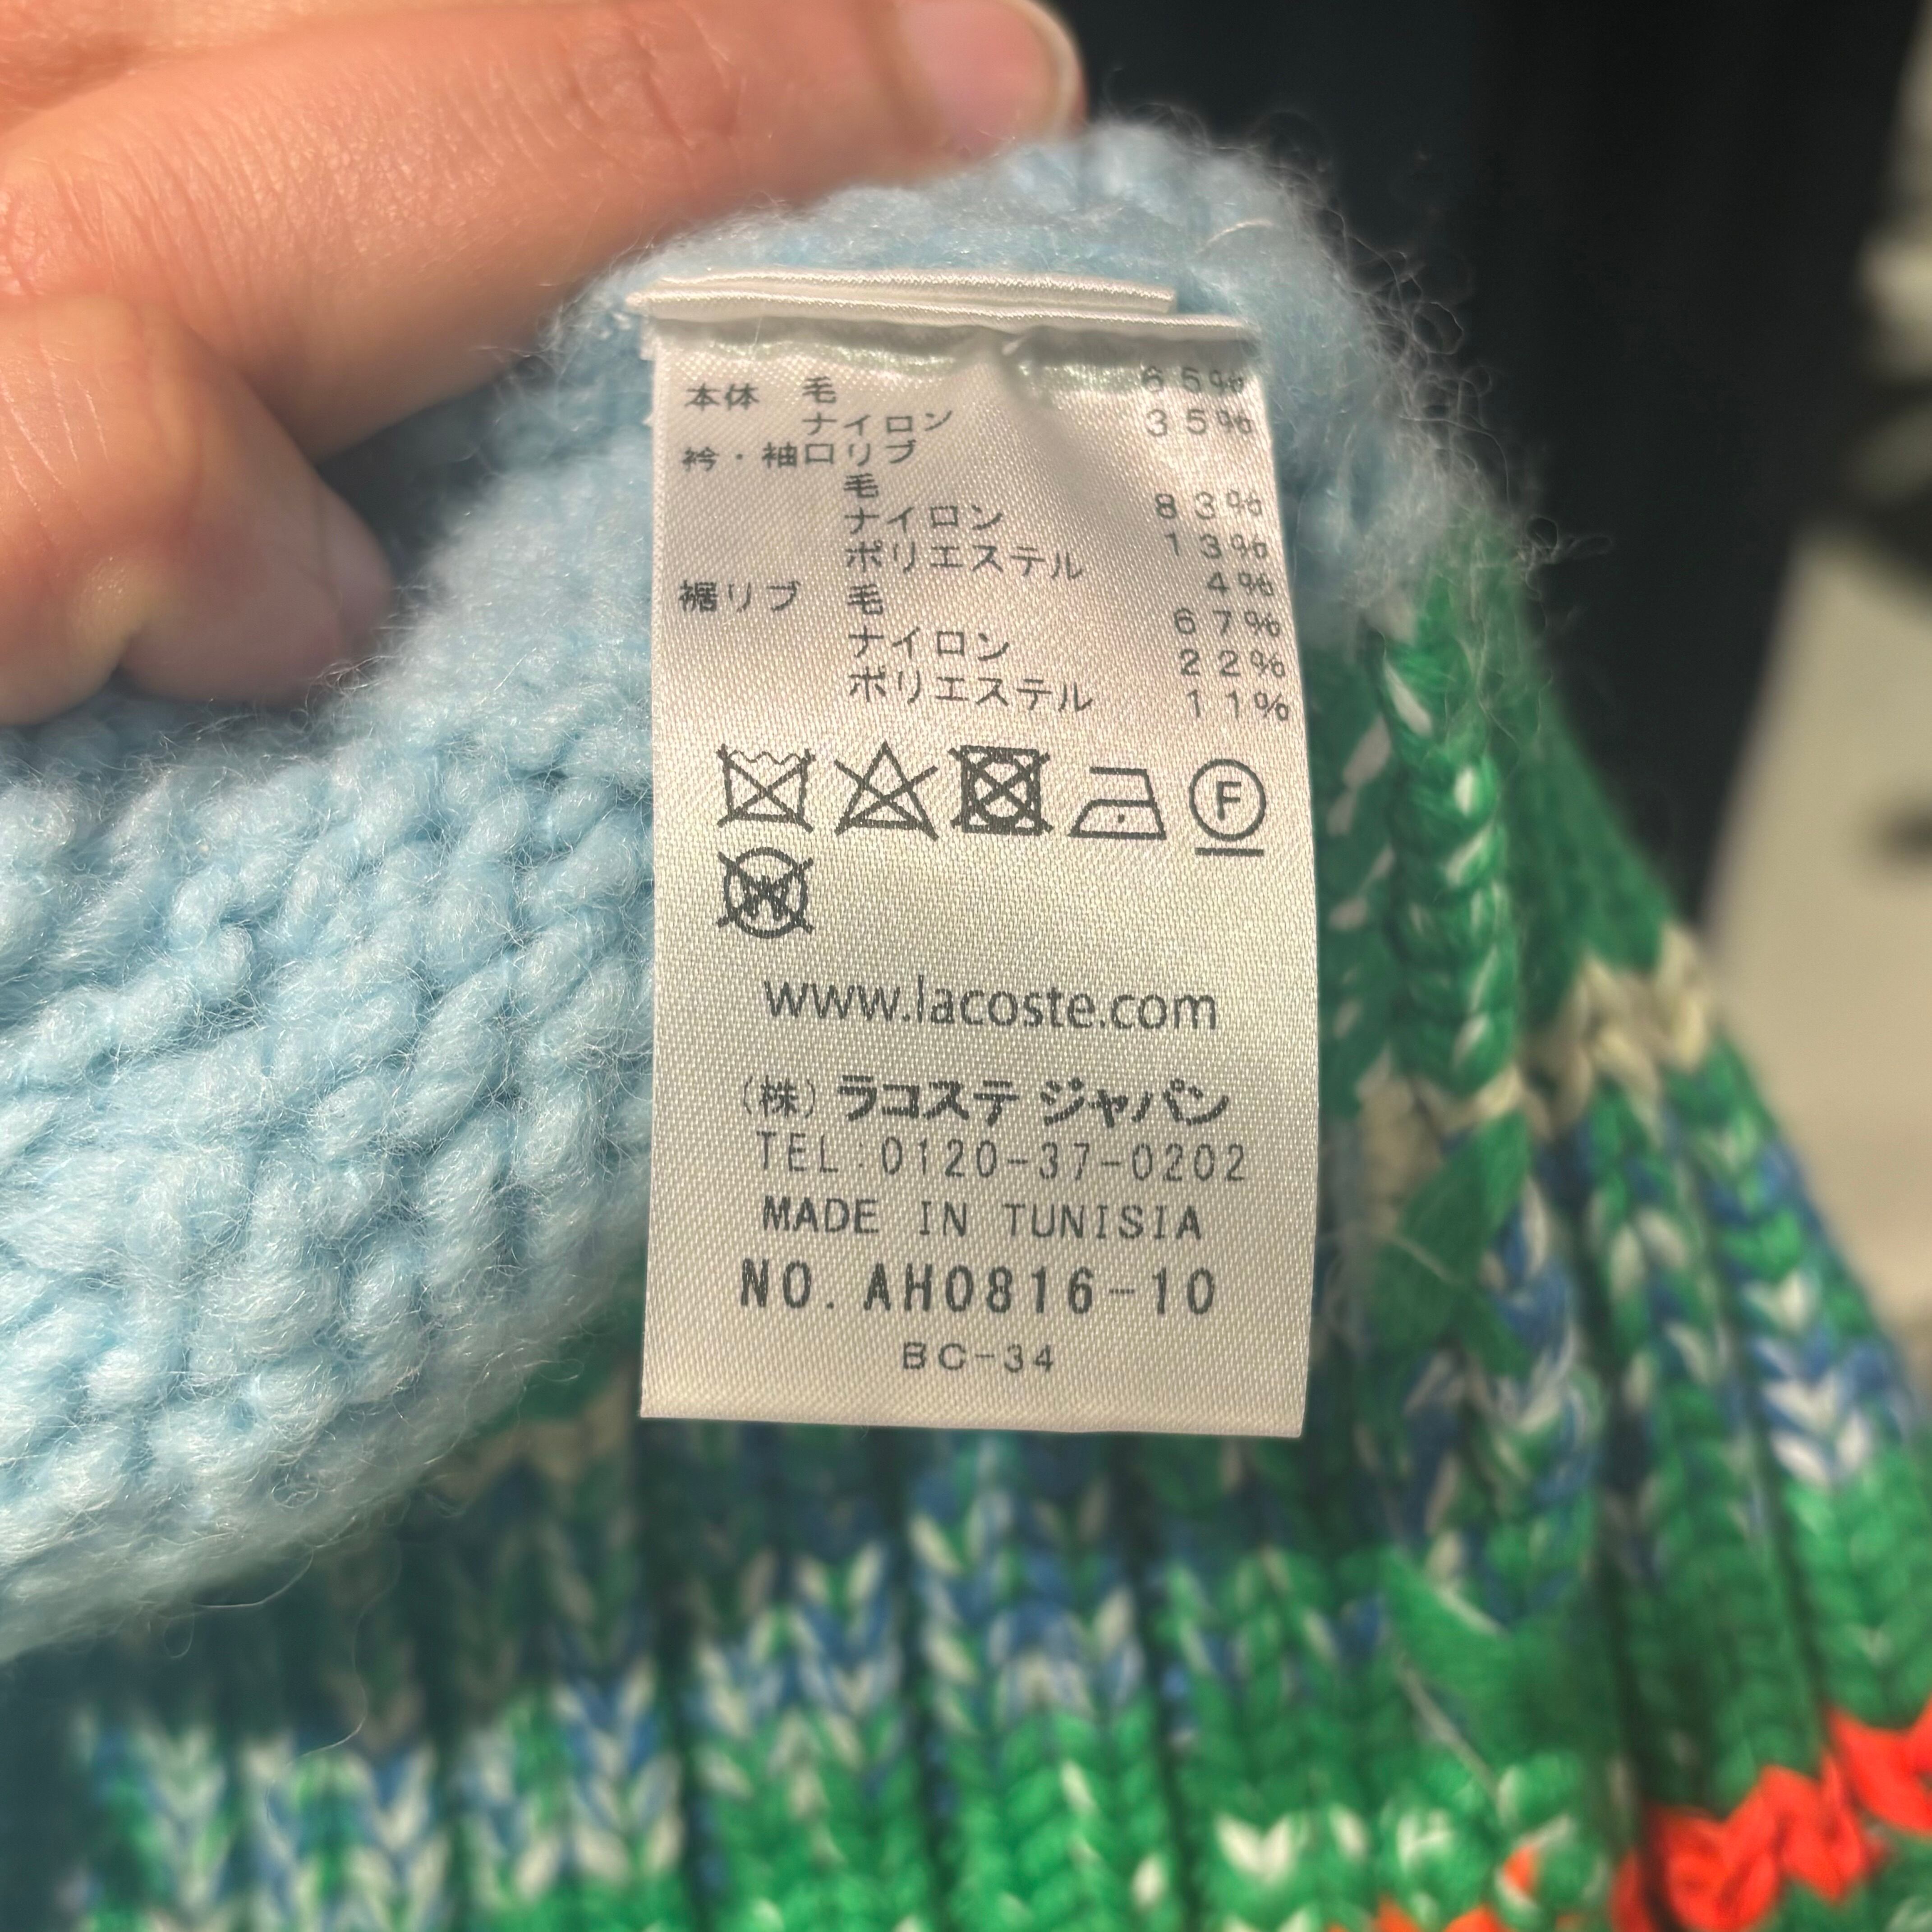 本体 毛 65%
ナイロン 35%
衿・袖口リブ
毛 83%
ナイロン 13%
ポリエステル 4%
裾リブ 毛 67%
ナイロン 22%
ポリエステル 11%
F
W
www.lacoste.com
(株) ラコステ ジャパン
TEL:0120-37-0202
MADE IN TUNISIA
NO. AH0816-10
BC-34